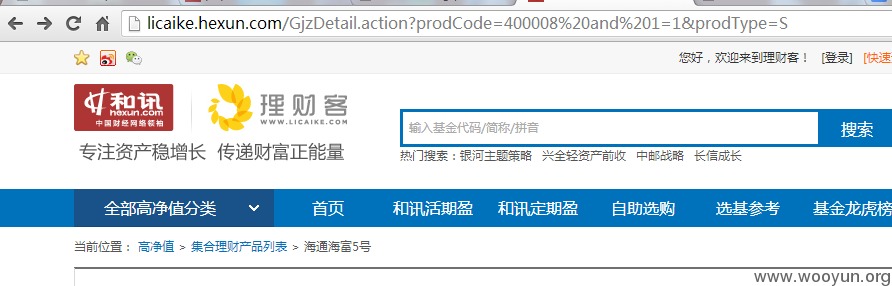 licaike.hexun.com/GjzDetail.action?prodCode=400008%20and%201=1&prodType=S
您好，欢迎来到理财客！ [登录] [快速
和讯 hexun.com 中国财经网络领袖 理财客 WWW.LICAIKE.COM
专注资产稳增长 传递财富正能量
输入基金代码/简称/拼音 搜索
热门搜索：银河主题策略 兴全轻资产前收 中邮战略 长信成长
全部高净值分类 首页 和讯活期盈 和讯定期盈 自助选购 选基参考 基金龙虎榜
当前位置： 高净值 > 集合理财产品列表 > 海通海富5号
www.wooyun.org